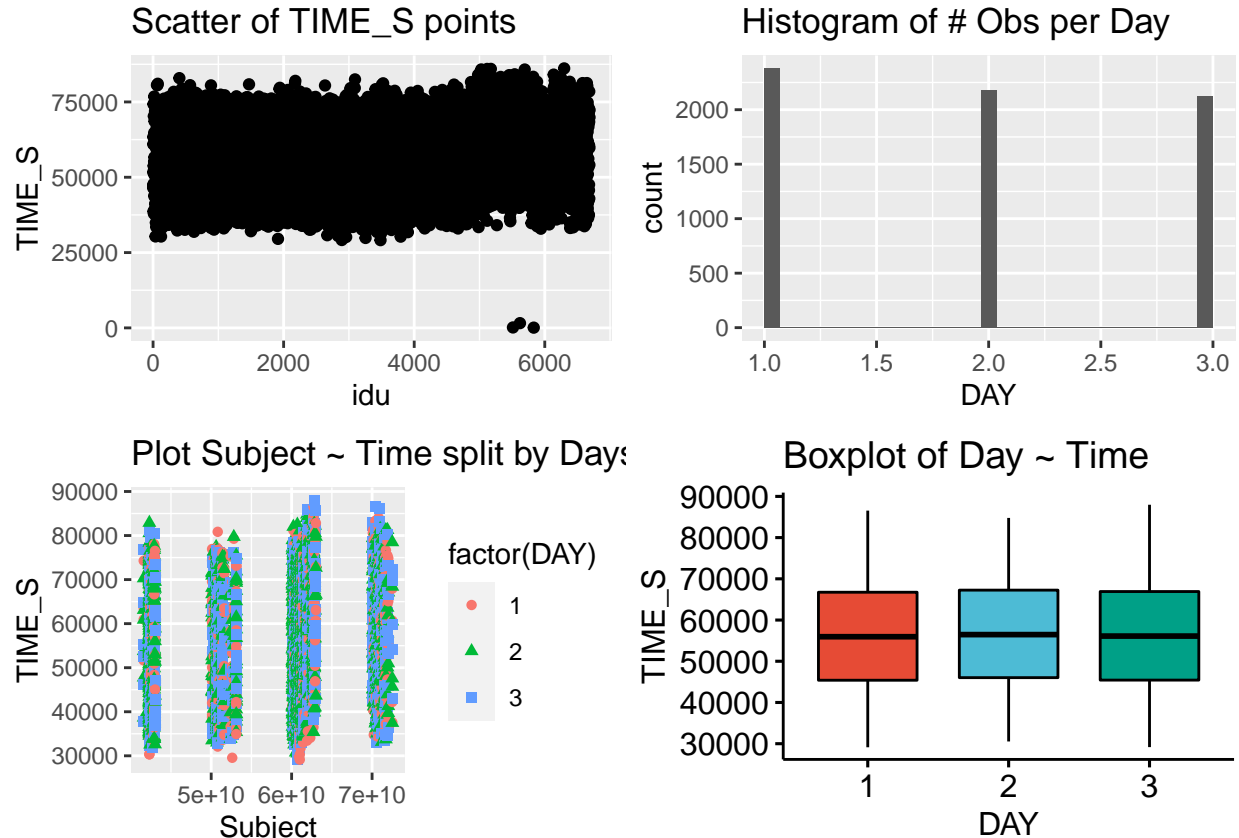 Scatter of TIME_S points
TIME_S
75000
50000
25000
0
0 2000 4000 6000
idu
Histogram of # Obs per Day
count
2000
1500
1000
500
0
1.0 1.5 2.0 2.5 3.0
DAY
Plot Subject ~ Time split by Days
TIME_S
90000
80000
70000
60000
50000
40000
30000
5e+10 6e+10 7e+10
Subject
factor(DAY)
1
2
3
Boxplot of Day ~ Time
TIME_S
90000
80000
70000
60000
50000
40000
30000
1 2 3
DAY